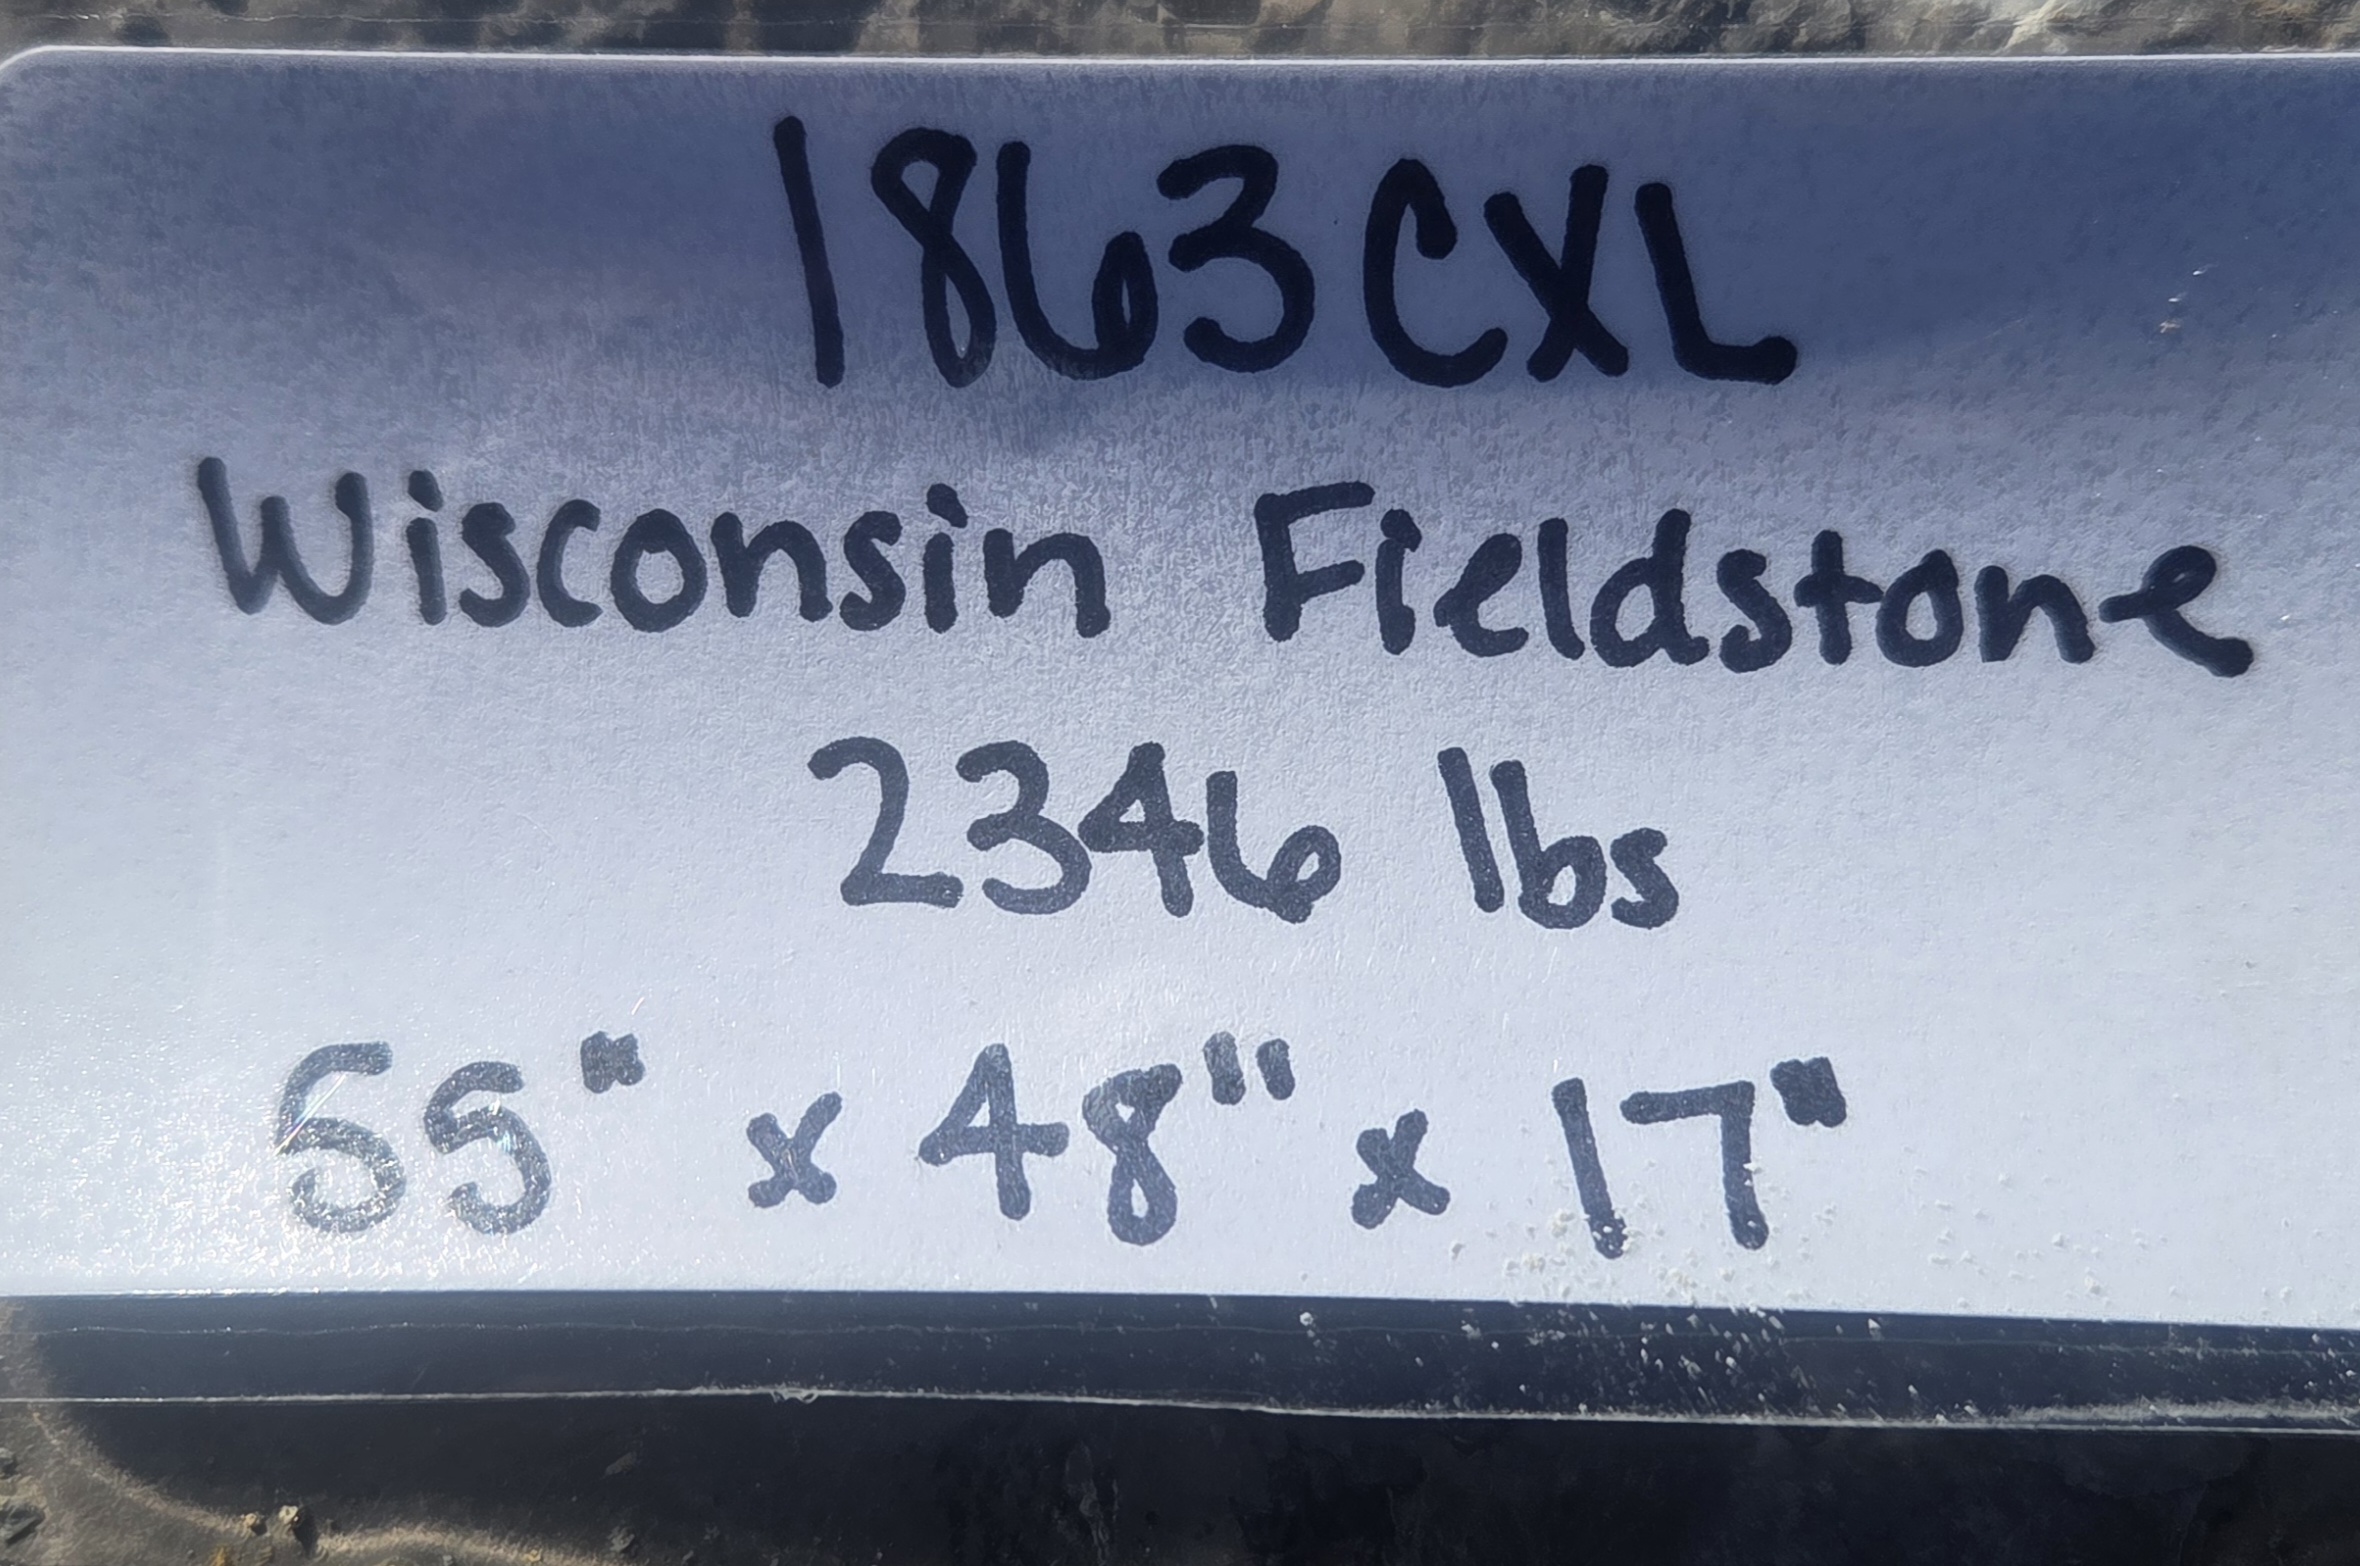 1863CXL
Wisconsin Fieldstone
2346 lbs
55" x 48" x 17"